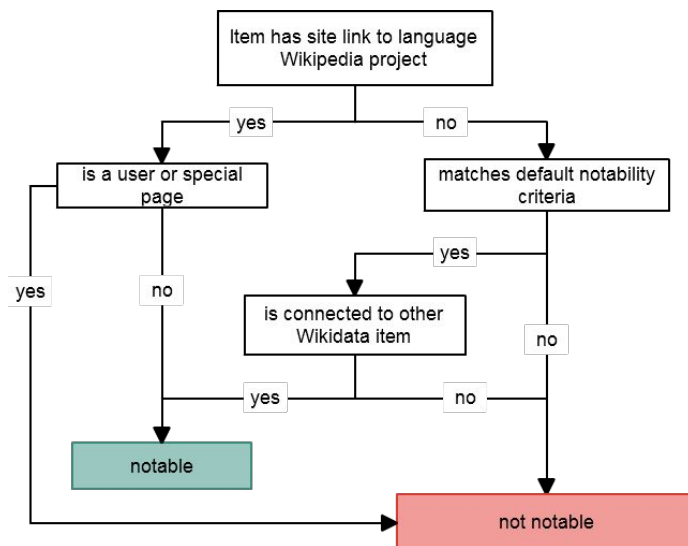 Item has site link to language
Wikipedia project
yes
no
is a user or special
page
matches default notability
criteria
yes
yes
no
is connected to other
Wikidata item
no
yes
no
notable
not notable